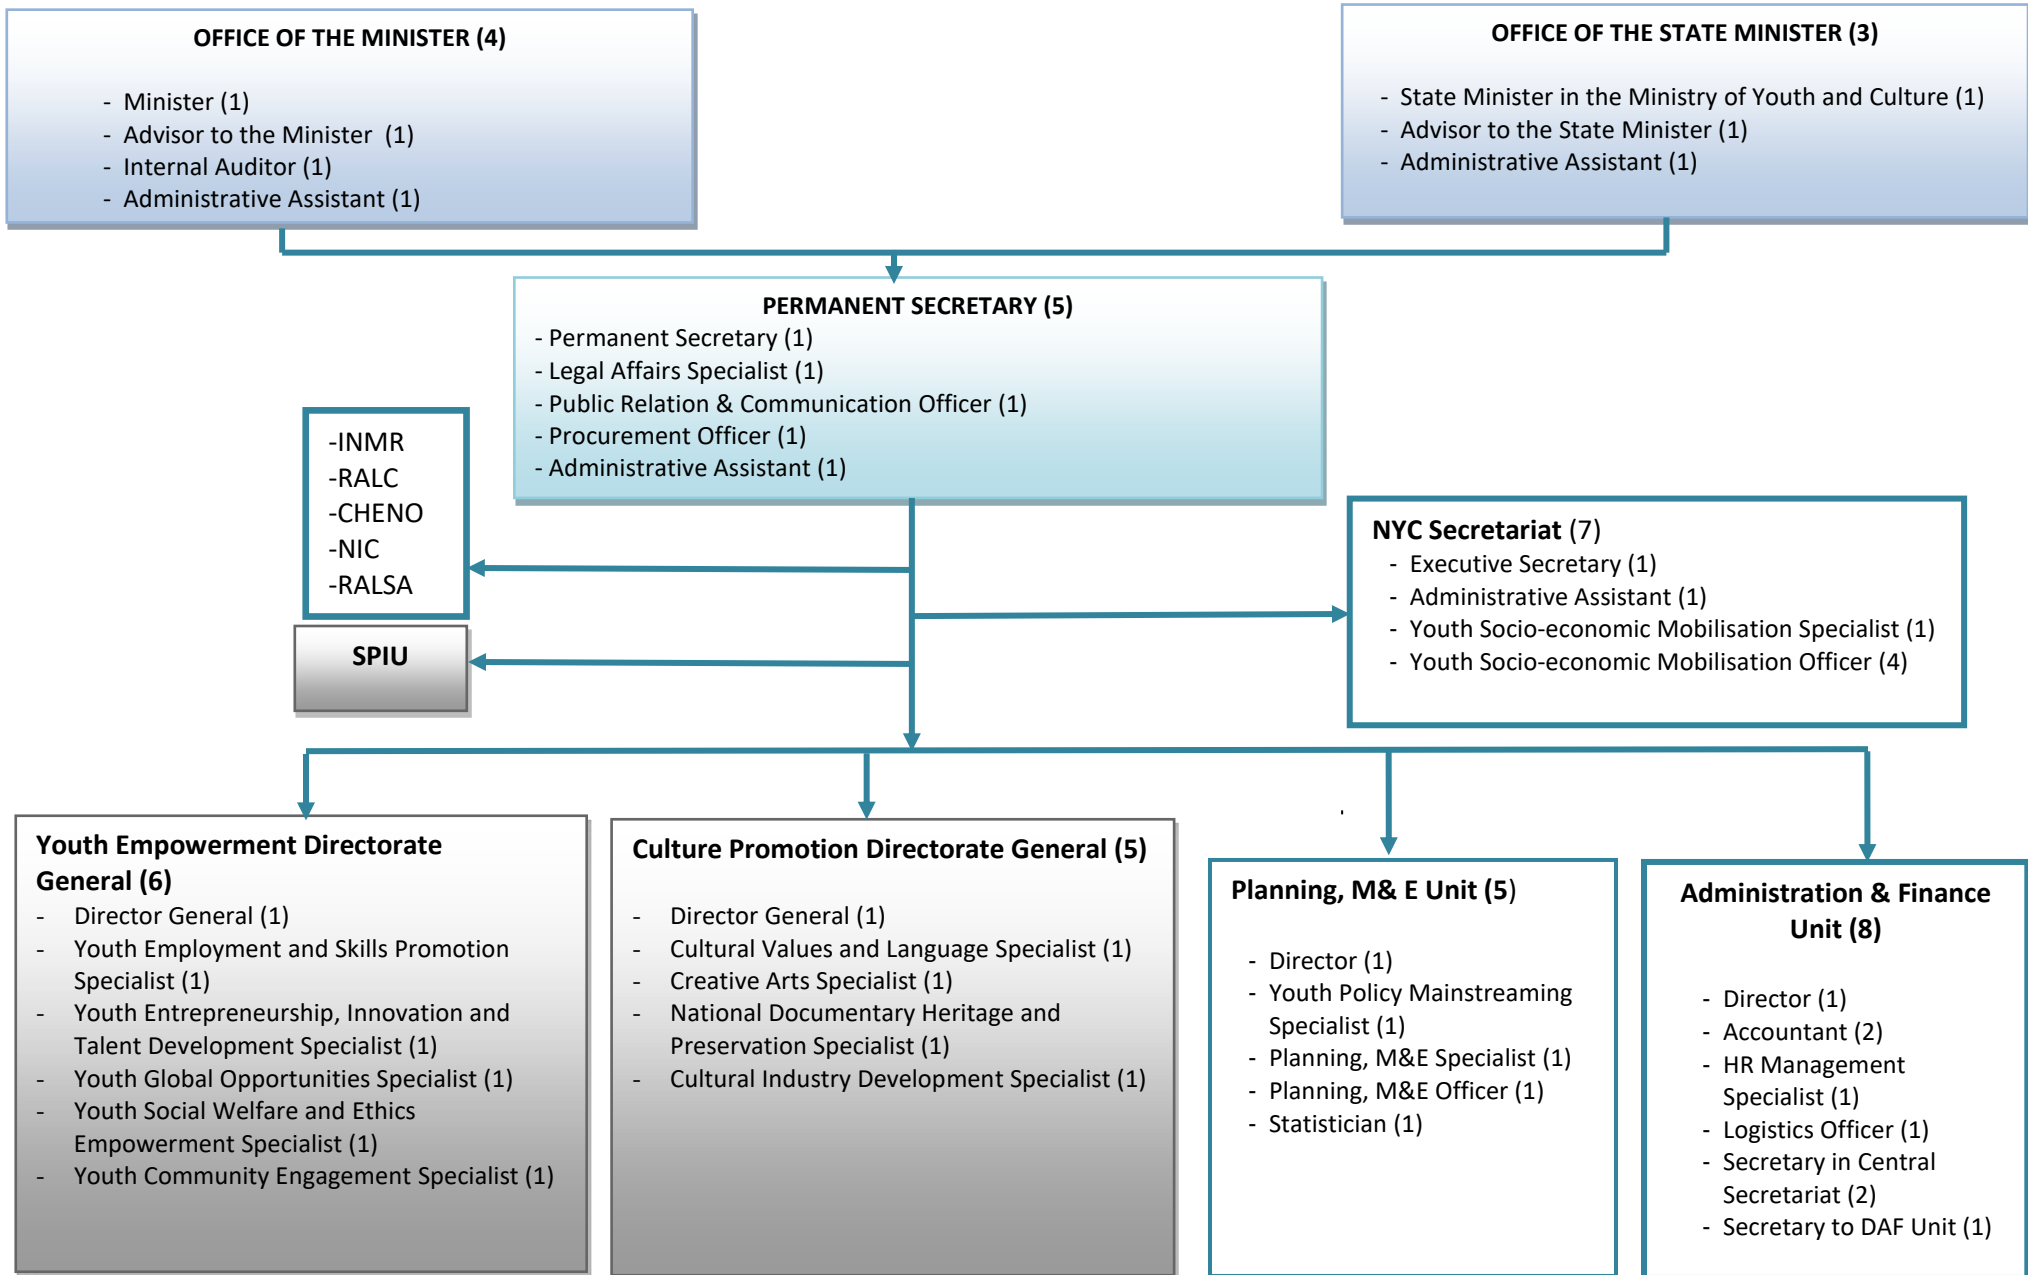 OFFICE OF THE MINISTER (4)
- Minister (1)
- Advisor to the Minister (1)
- Internal Auditor (1)
- Administrative Assistant (1)
OFFICE OF THE STATE MINISTER (3)
- State Minister in the Ministry of Youth and Culture (1)
- Advisor to the State Minister (1)
- Administrative Assistant (1)
PERMANENT SECRETARY (5)
- Permanent Secretary (1)
- Legal Affairs Specialist (1)
- Public Relation & Communication Officer (1)
- Procurement Officer (1)
- Administrative Assistant (1)
-INMR
-RALC
-CHENO
-NIC
-RALSA
SPIU
NYC Secretariat (7)
- Executive Secretary (1)
- Administrative Assistant (1)
- Youth Socio-economic Mobilisation Specialist (1)
- Youth Socio-economic Mobilisation Officer (4)
Youth Empowerment Directorate
General (6)
- Director General (1)
- Youth Employment and Skills Promotion
Specialist (1)
- Youth Entrepreneurship, Innovation and
Talent Development Specialist (1)
- Youth Global Opportunities Specialist (1)
- Youth Social Welfare and Ethics
Empowerment Specialist (1)
- Youth Community Engagement Specialist (1)
Culture Promotion Directorate General (5)
- Director General (1)
- Cultural Values and Language Specialist (1)
- Creative Arts Specialist (1)
- National Documentary Heritage and
Preservation Specialist (1)
- Cultural Industry Development Specialist (1)
Planning, M& E Unit (5)
- Director (1)
- Youth Policy Mainstreaming
Specialist (1)
- Planning, M&E Specialist (1)
- Planning, M&E Officer (1)
- Statistician (1)
Administration & Finance
Unit (8)
- Director (1)
- Accountant (2)
- HR Management
Specialist (1)
- Logistics Officer (1)
- Secretary in Central
Secretariat (2)
- Secretary to DAF Unit (1)